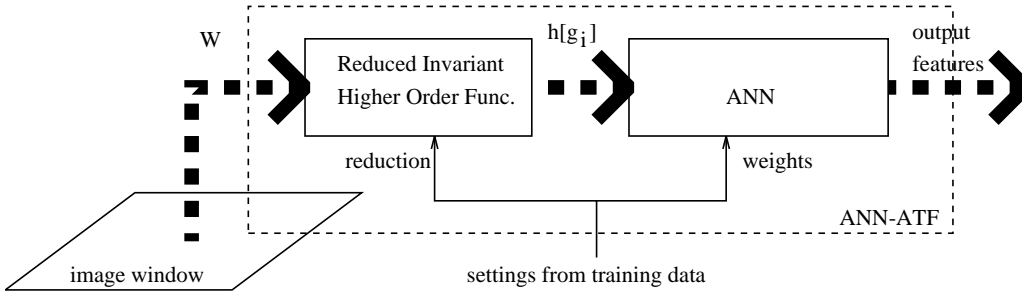 W
Reduced Invariant
Higher Order Func.
h[g_i]
ANN
output
features
reduction
weights
ANN-ATF
image window
settings from training data